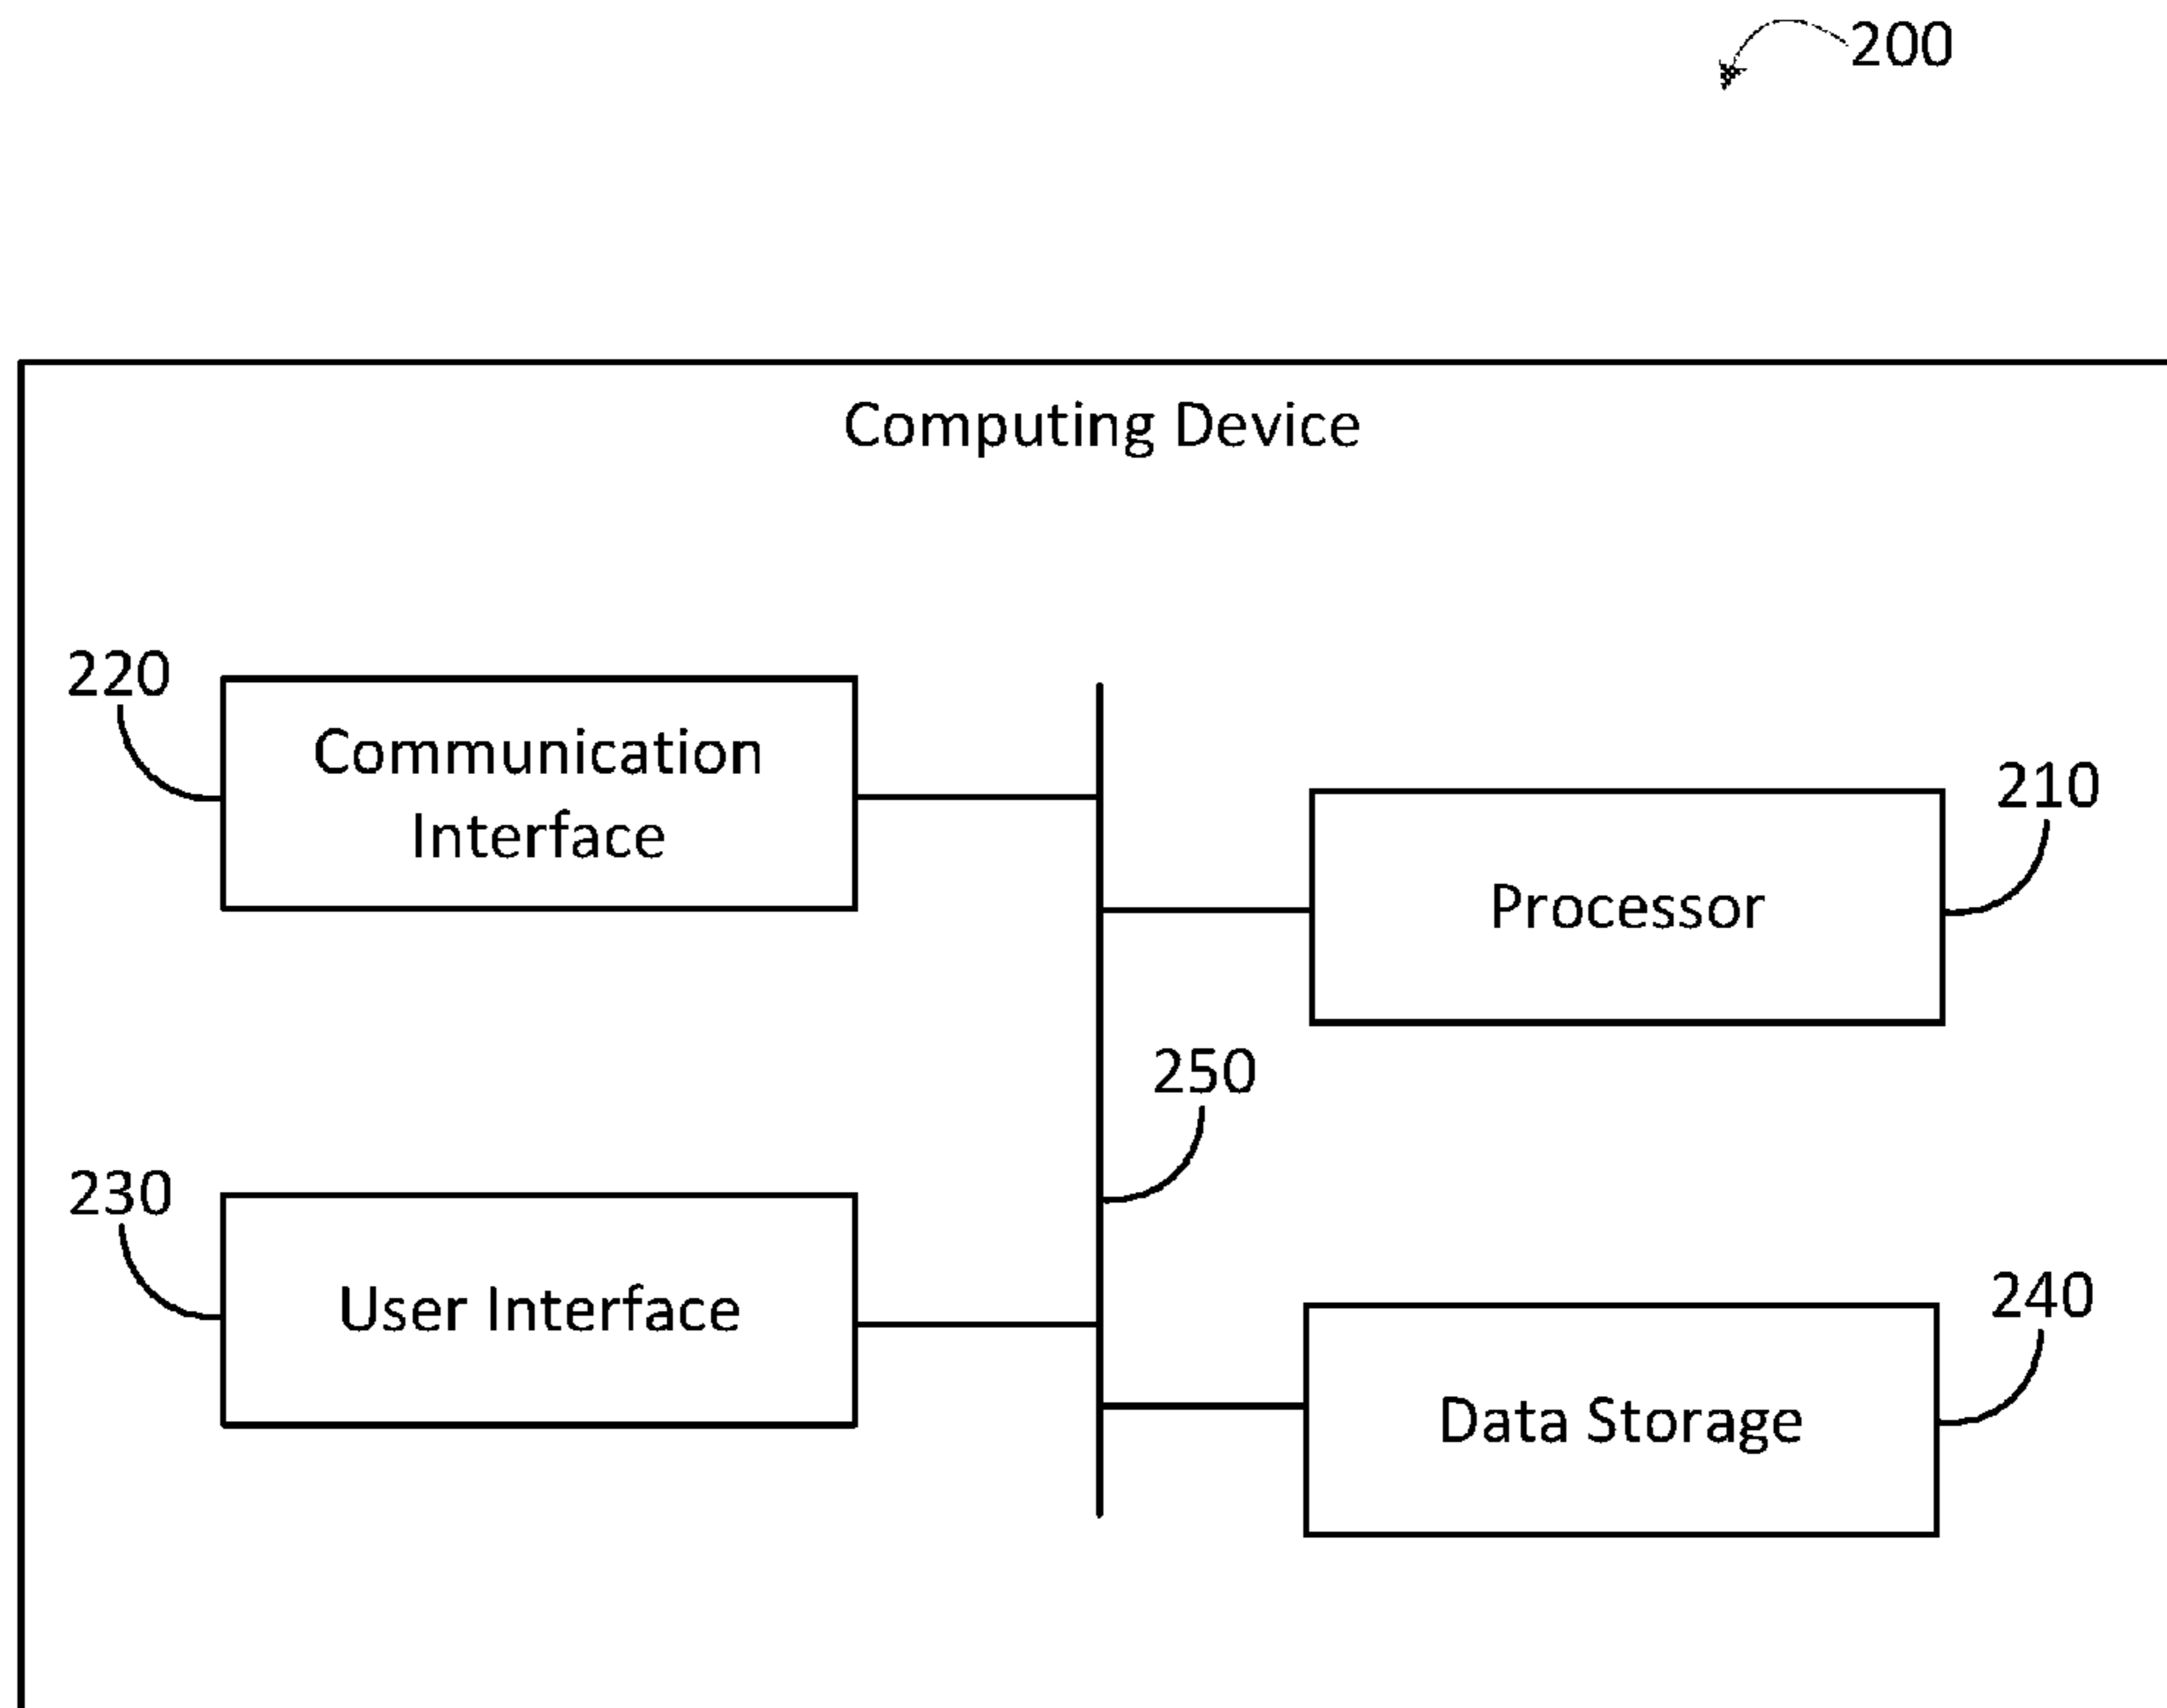 200
Computing Device
220
Communication
Interface
210
Processor
250
230
User Interface
240
Data Storage